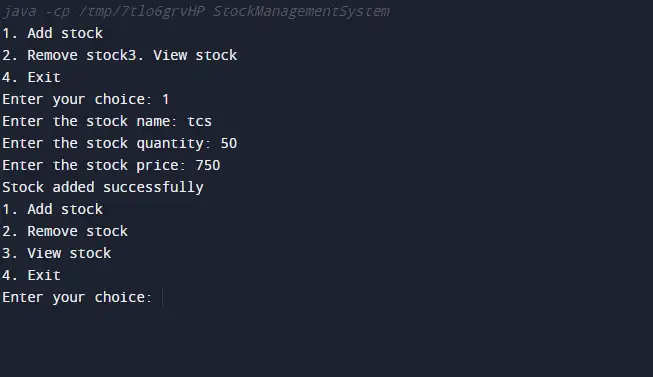 java -cp /tmp/7tlo6grvHP StockManagementSystem
1. Add stock
2. Remove stock3. View stock
4. Exit
Enter your choice: 1
Enter the stock name: tcs
Enter the stock quantity: 50
Enter the stock price: 750
Stock added successfully
1. Add stock
2. Remove stock
3. View stock
4. Exit
Enter your choice: